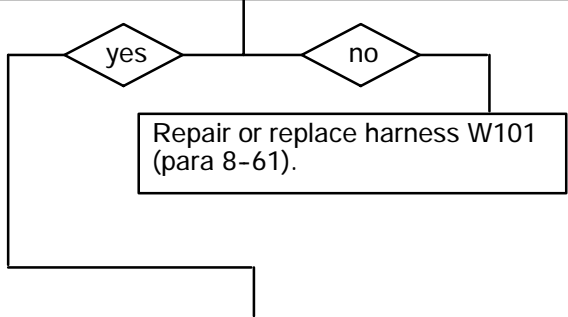 yes
no
Repair or replace harness W101
(para 8-61).